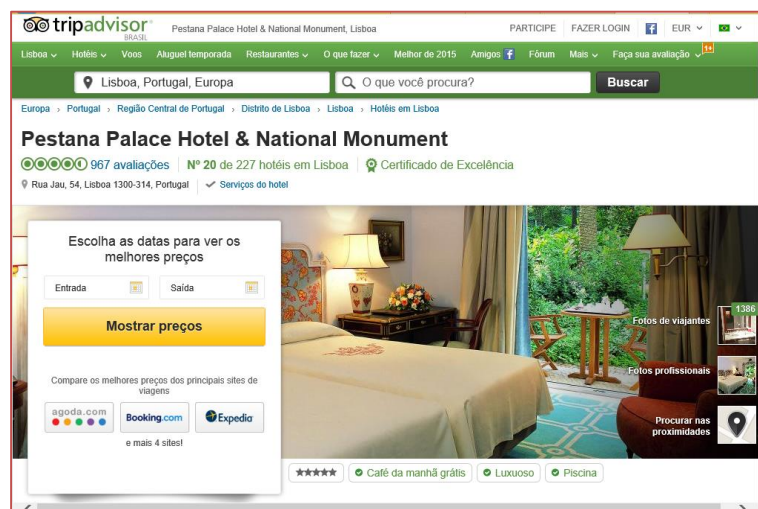 tripadvisor
BRASIL
Pestana Palace Hotel & National Monument, Lisboa
PARTICIPE FAZER LOGIN EUR
Lisboa Hotéis Voos Aluguel temporada Restaurantes O que fazer Melhor de 2015 Amigos Fórum Mais Faça sua avaliação
Lisboa, Portugal, Europa O que você procura? Buscar
Europa › Portugal › Região Central de Portugal › Distrito de Lisboa › Lisboa › Hotéis em Lisboa
Pestana Palace Hotel & National Monument
967 avaliações Nº 20 de 227 hotéis em Lisboa Certificado de Excelência
Rua Jau, 54, Lisboa 1300-314, Portugal Serviços do hotel
Escolha as datas para ver os
melhores preços
Entrada Saída
Mostrar preços
Compare os melhores preços dos principais sites de
viagens
agoda.com Booking.com Expedia
e mais 4 sites!
1386
Fotos de viajantes
Fotos profissionais
Procurar nas
proximidades
Café da manhã grátis Luxuoso Piscina